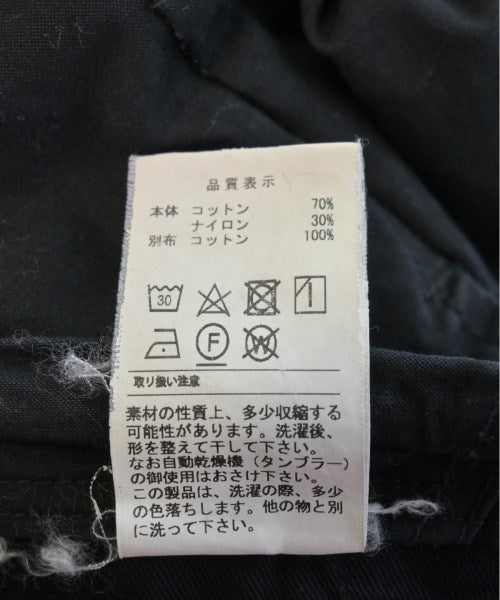 品質表示
本体 コットン 70%
ナイロン 30%
別布 コットン 100%
30
F W
取り扱い注意
素材の性質上、多少収縮する
可能性があります。洗濯後、
形を整えて干して下さい。
なお自動乾燥機（タンブラー）
の御使用はおさけ下さい。
この製品は、洗濯の際、多少
の色落ちします。他の物と別
に洗って下さい。